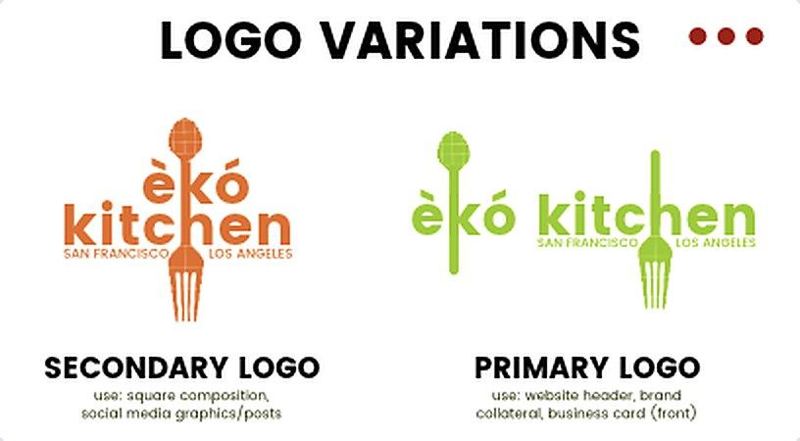 LOGO VARIATIONS
èkó
kitchen
SAN FRANCISCO LOS ANGELES
SECONDARY LOGO
use: square composition,
social media graphics/posts
èkó kitchen
SAN FRANCISCO LOS ANGELES
PRIMARY LOGO
use: website header, brand
collateral, business card (front)